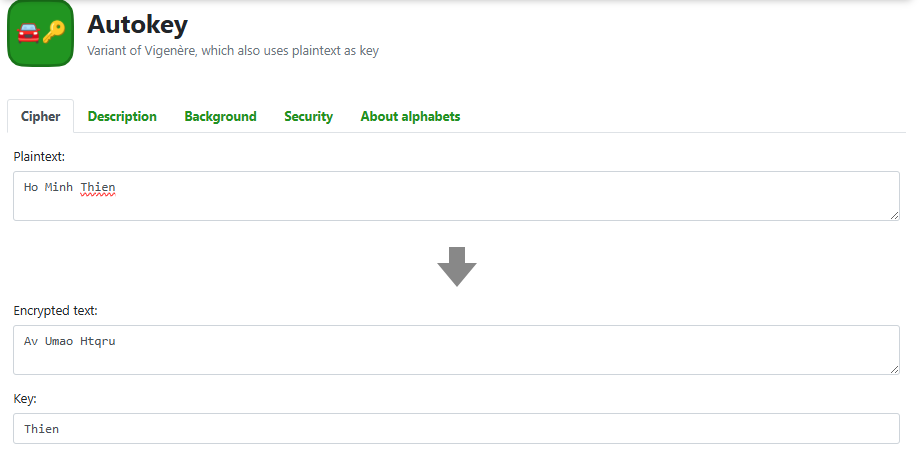 Autokey
Variant of Vigenère, which also uses plaintext as key
Cipher Description Background Security About alphabets
Plaintext:
Ho Minh Thien
Encrypted text:
Av Umao Htqru
Key:
Thien